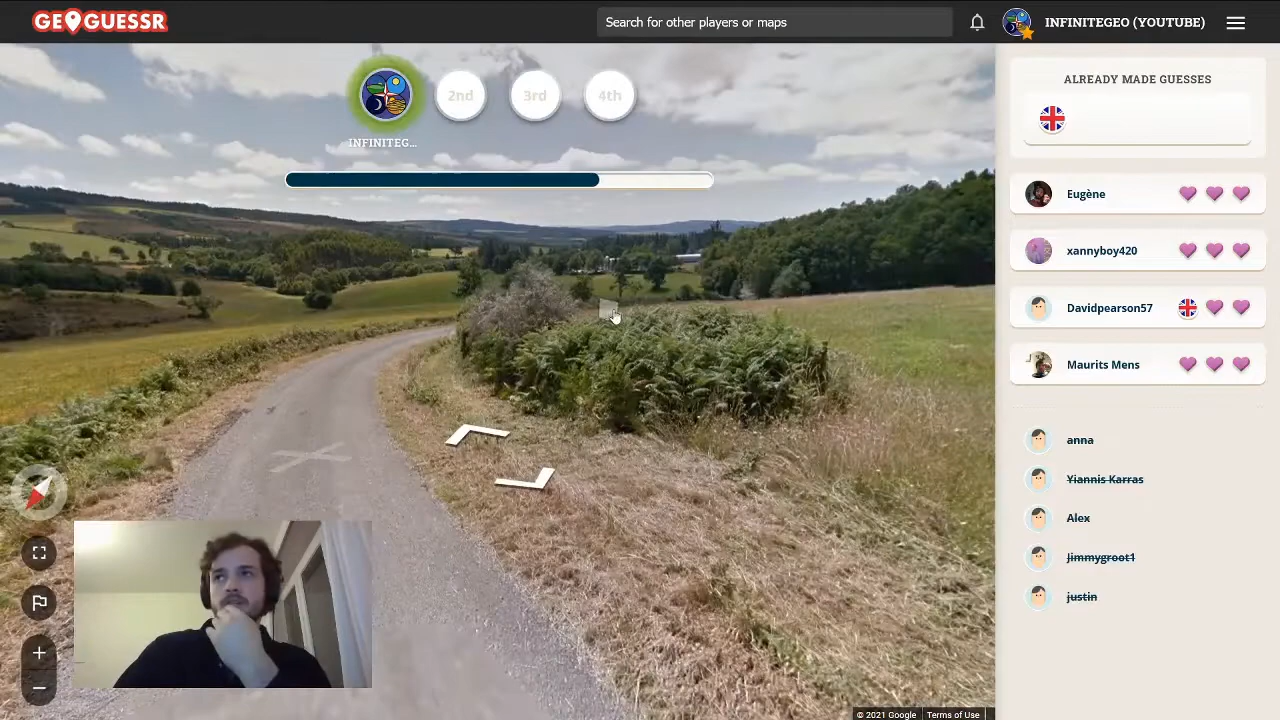 GEOGUESSR
Search for other players or maps
INFINITEGEO (YOUTUBE)
2nd
3rd
4th
INFINITEG...
ALREADY MADE GUESSES
Eugène
xannyboy420
Davidpearson57
Maurits Mens
anna
Yiannis Karras
Alex
Jimmygroot1
justin
© 2021 Google
Terms of Use